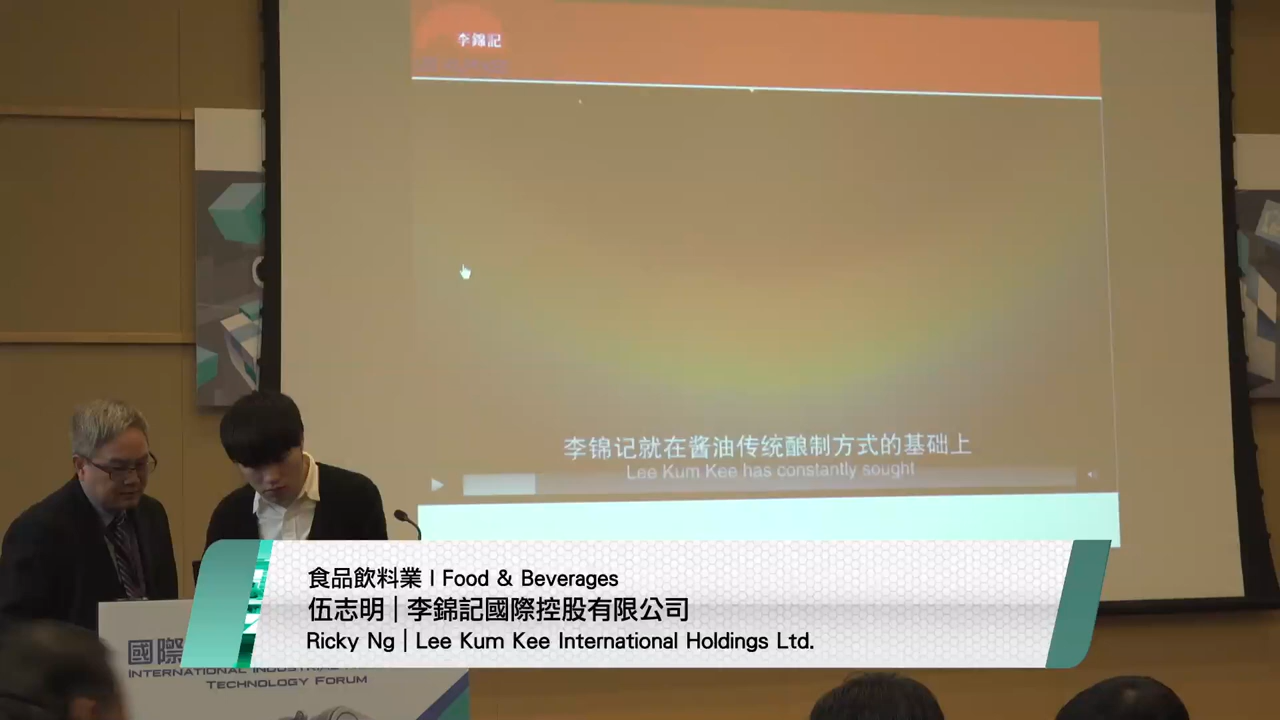 李錦記
李锦记就在酱油传统酿制方式的基础上
Lee Kum Kee has constantly sought
食品飲料業 | Food & Beverages
伍志明 | 李錦記國際控股有限公司
Ricky Ng | Lee Kum Kee International Holdings Ltd.
國際
INTERNATIONAL INDUSTRIAL
TECHNOLOGY FORUM